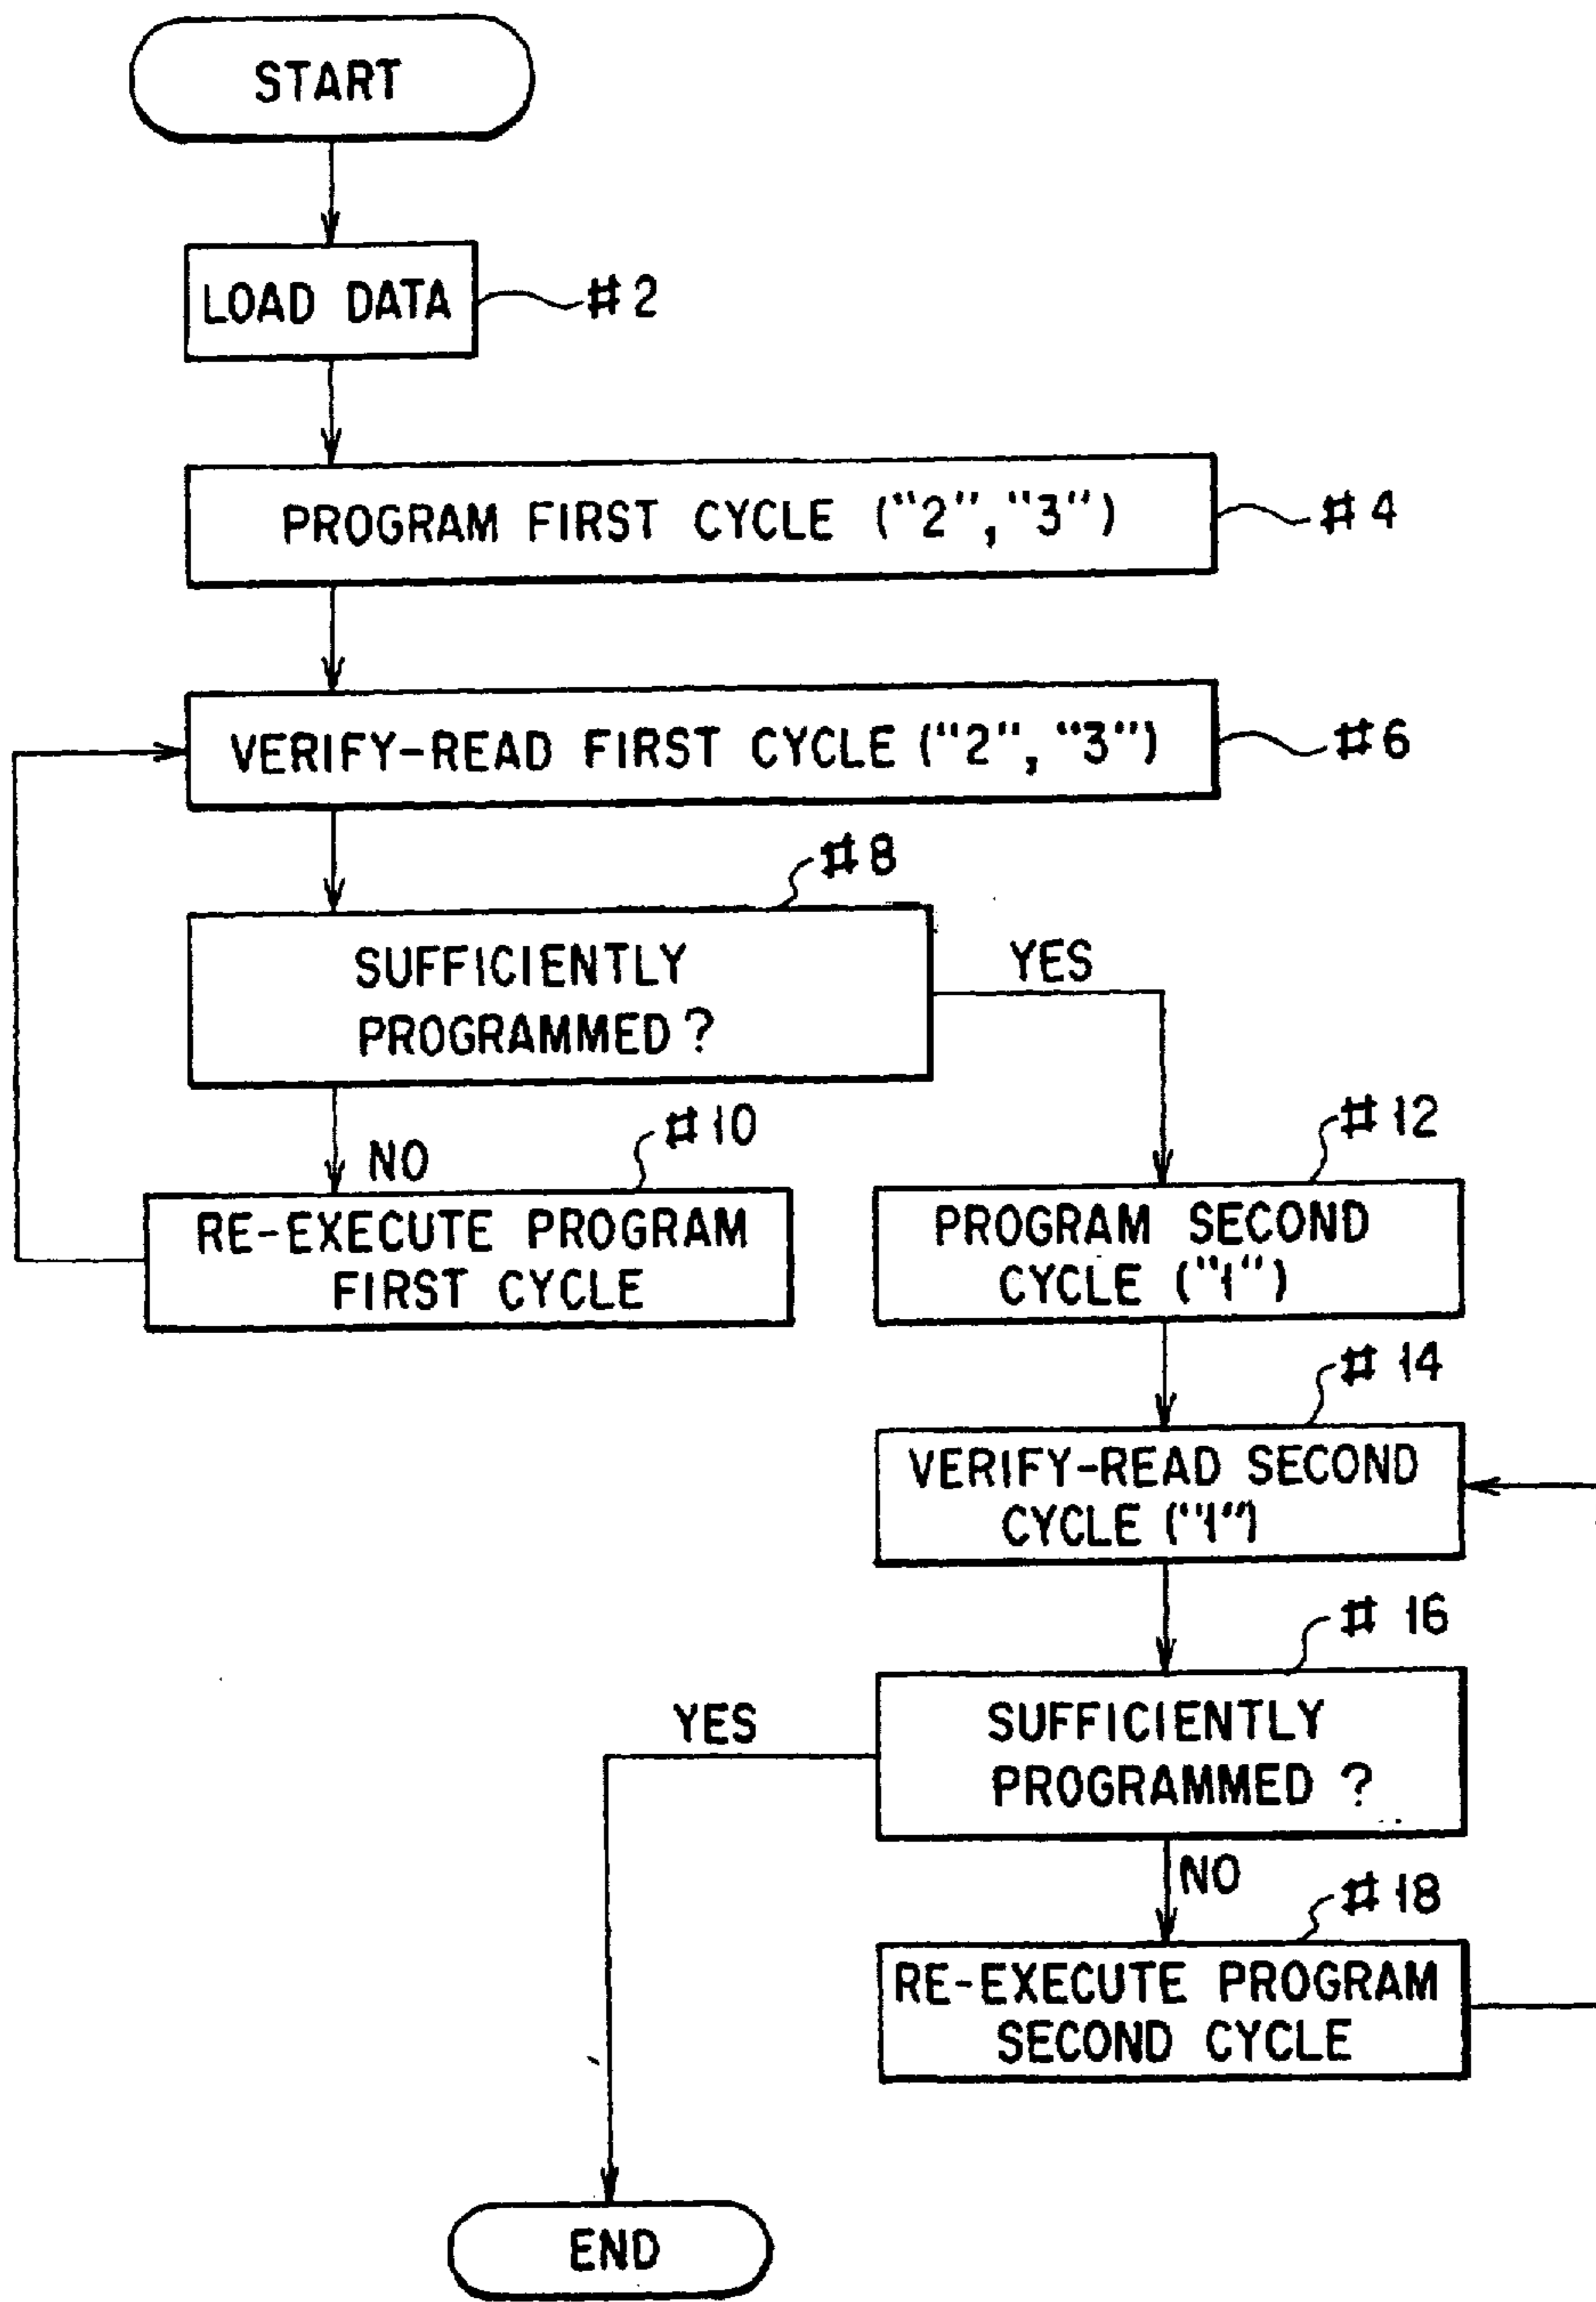 START
LOAD DATA
#2
PROGRAM FIRST CYCLE ("2", "3")
#4
VERIFY-READ FIRST CYCLE ("2", "3")
#6
#8
SUFFICIENTLY
PROGRAMMED ?
YES
NO
#10
RE-EXECUTE PROGRAM
FIRST CYCLE
#12
PROGRAM SECOND
CYCLE ("1")
#14
VERIFY-READ SECOND
CYCLE ("1")
#16
SUFFICIENTLY
PROGRAMMED ?
YES
NO
#18
RE-EXECUTE PROGRAM
SECOND CYCLE
END